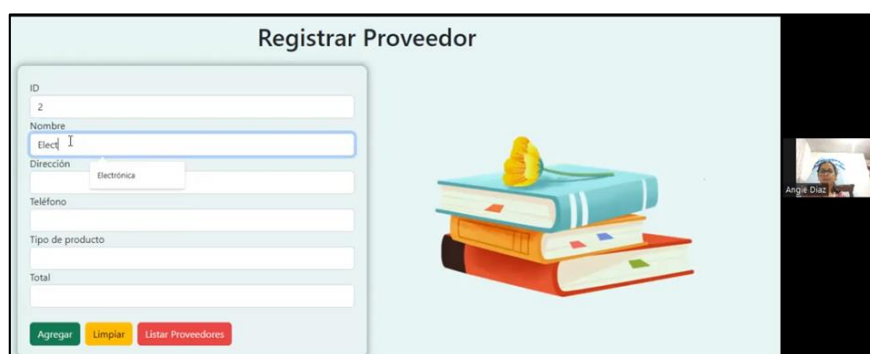 Registrar Proveedor
ID
2
Nombre
Elect
Electrónica
Dirección
Teléfono
Tipo de producto
Total
Agregar Limpiar Listar Proveedores
Angie Diaz